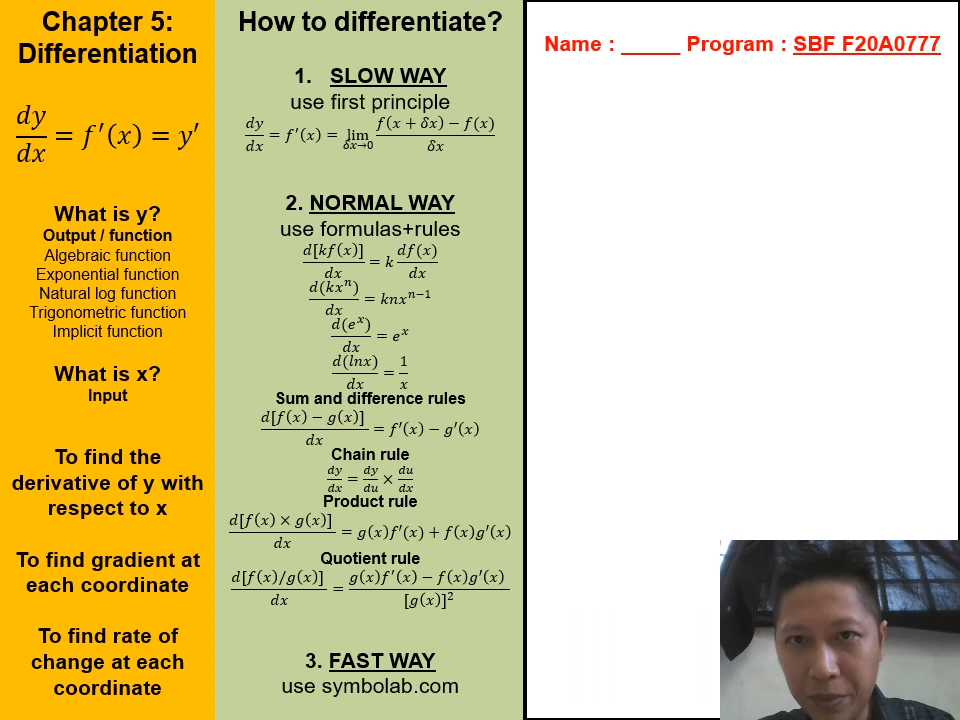 Chapter 5:
Differentiation
dy/dx = f′(x) = y′
What is y?
Output / function
Algebraic function
Exponential function
Natural log function
Trigonometric function
Implicit function
What is x?
Input
To find the
derivative of y with
respect to x
To find gradient at
each coordinate
To find rate of
change at each
coordinate
How to differentiate?
1. SLOW WAY
use first principle
dy/dx = f′(x) = lim δx→0 f(x + δx) − f(x) / δx
2. NORMAL WAY
use formulas+rules
d[kf(x)]/dx = k df(x)/dx
d(kxⁿ)/dx = knxⁿ⁻¹
d(eˣ)/dx = eˣ
d(lnx)/dx = 1/x
Sum and difference rules
d[f(x) − g(x)]/dx = f′(x) − g′(x)
Chain rule
dy/dx = dy/du × du/dx
Product rule
d[f(x) × g(x)]/dx = g(x)f′(x) + f(x)g′(x)
Quotient rule
d[f(x)/g(x)]/dx = g(x)f′(x) − f(x)g′(x) / [g(x)]²
3. FAST WAY
use symbolab.com
Name : _____ Program : SBF F20A0777